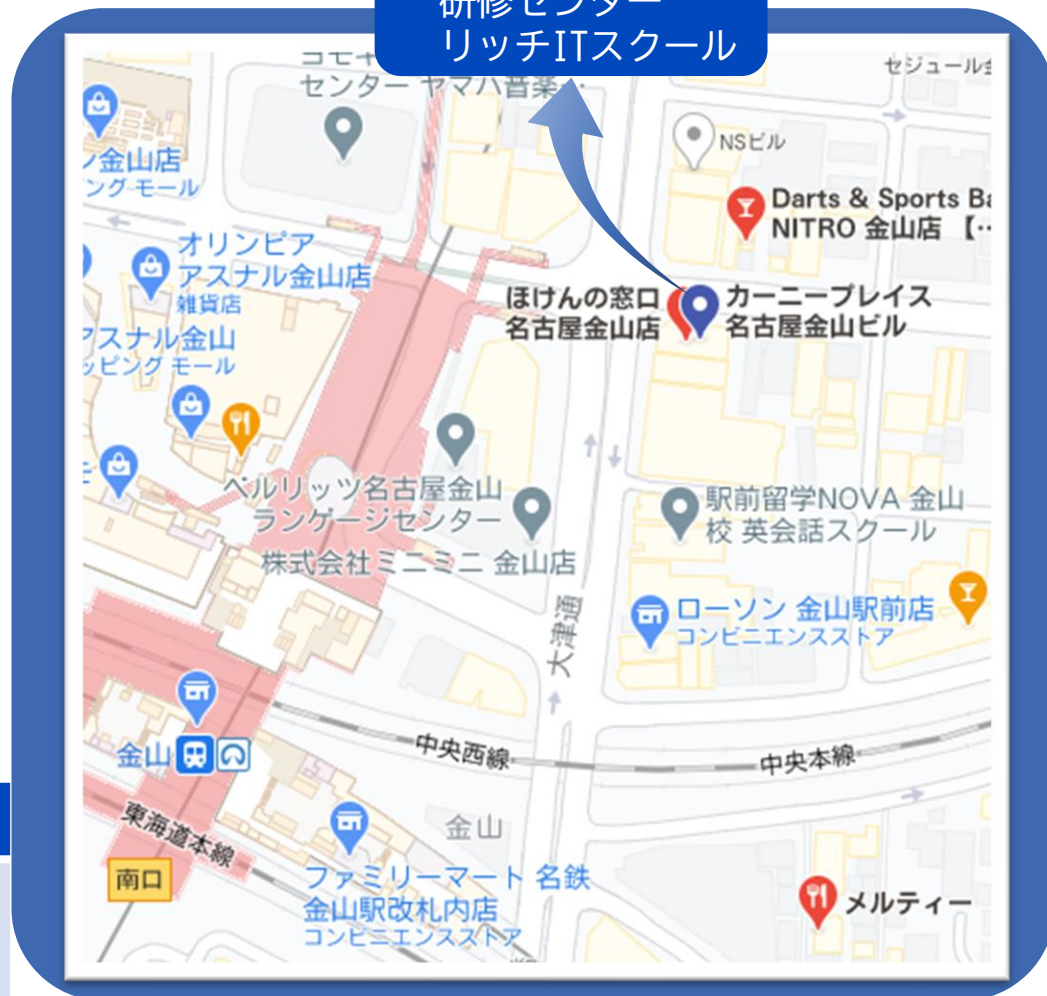 研修センター
リッチITスクール
センター ヤマハ音楽…
セジュール金
NSビル
ン金山店
ング モール
Darts & Sports Ba
NITRO 金山店 【…
オリンピア
アスナル金山店
雑貨店
ほけんの窓口
名古屋金山店
カーニープレイス
名古屋金山ビル
アスナル金山
ッピング モール
ベルリッツ名古屋金山
ランゲージセンター
駅前留学NOVA 金山
校 英会話スクール
株式会社ミニミニ 金山店
ローソン 金山駅前店
コンビニエンスストア
大津通
金山
中央西線
中央本線
東海道本線
金山
南口
ファミリーマート 名鉄
金山駅改札内店
コンビニエンスストア
メルティー